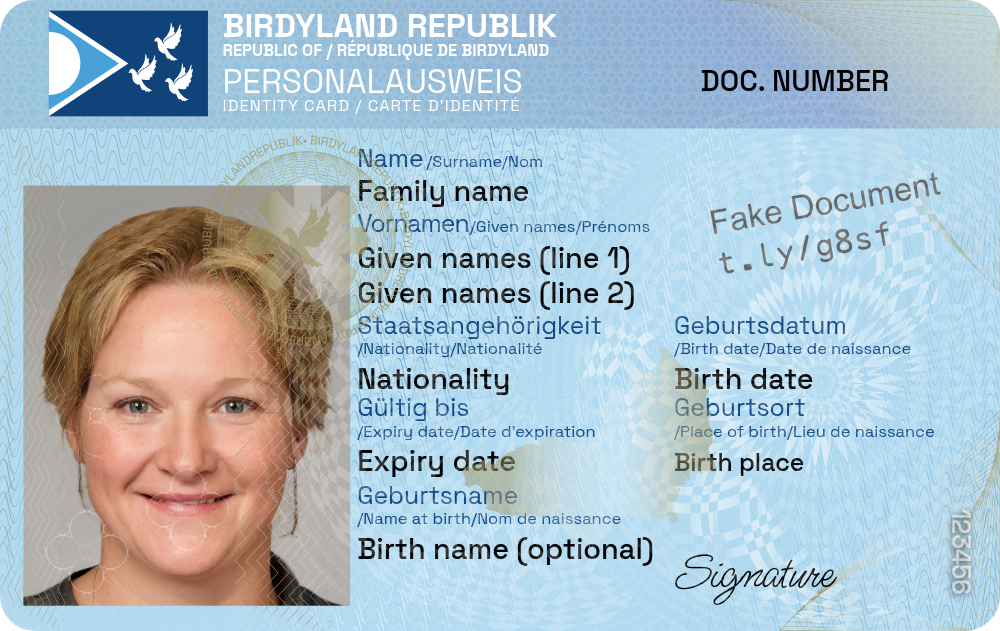 BIRDYLAND REPUBLIK
REPUBLIC OF / RÉPUBLIQUE DE BIRDYLAND
PERSONALAUSWEIS
IDENTITY CARD / CARTE D'IDENTITÉ
DOC. NUMBER
Name/Surname/Nom
Family name
Vornamen/Given names/Prénoms
Given names (line 1)
Given names (line 2)
Fake Document
t.ly/g8sf
Staatsangehörigkeit
/Nationality/Nationalité
Nationality
Geburtsdatum
/Birth date/Date de naissance
Birth date
Gültig bis
/Expiry date/Date d'expiration
Expiry date
Geburtsort
/Place of birth/Lieu de naissance
Birth place
Geburtsname
/Name at birth/Nom de naissance
Birth name (optional)
Signature
123456